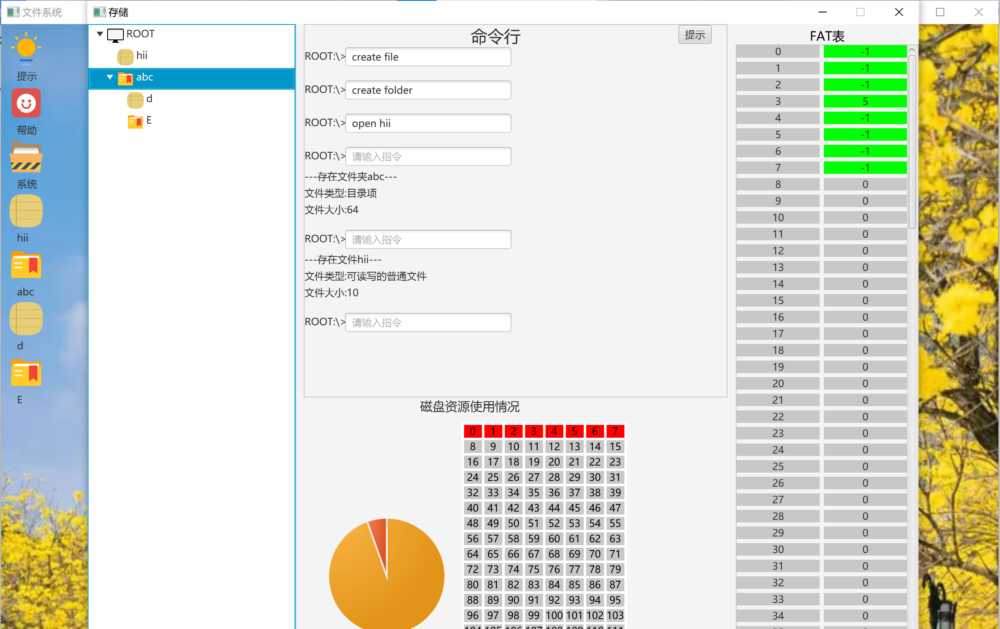 文件系统
存储
提示
帮助
系统
hii
abc
d
E
ROOT
hii
abc
d
E
命令行
提示
ROOT:\>
create file
ROOT:\>
create folder
ROOT:\>
open hii
ROOT:\>
请输入指令
---存在文件夹abc---
文件类型:目录项
文件大小:64
ROOT:\>
请输入指令
---存在文件hii---
文件类型:可读写的普通文件
文件大小:10
ROOT:\>
请输入指令
磁盘资源使用情况
0 1 2 3 4 5 6 7
8 9 10 11 12 13 14 15
16 17 18 19 20 21 22 23
24 25 26 27 28 29 30 31
32 33 34 35 36 37 38 39
40 41 42 43 44 45 46 47
48 49 50 51 52 53 54 55
56 57 58 59 60 61 62 63
64 65 66 67 68 69 70 71
72 73 74 75 76 77 78 79
80 81 82 83 84 85 86 87
88 89 90 91 92 93 94 95
96 97 98 99 100 101 102 103
FAT表
0 -1
1 -1
2 -1
3 5
4 -1
5 -1
6 -1
7 -1
8 0
9 0
10 0
11 0
12 0
13 0
14 0
15 0
16 0
17 0
18 0
19 0
20 0
21 0
22 0
23 0
24 0
25 0
26 0
27 0
28 0
29 0
30 0
31 0
32 0
33 0
34 0